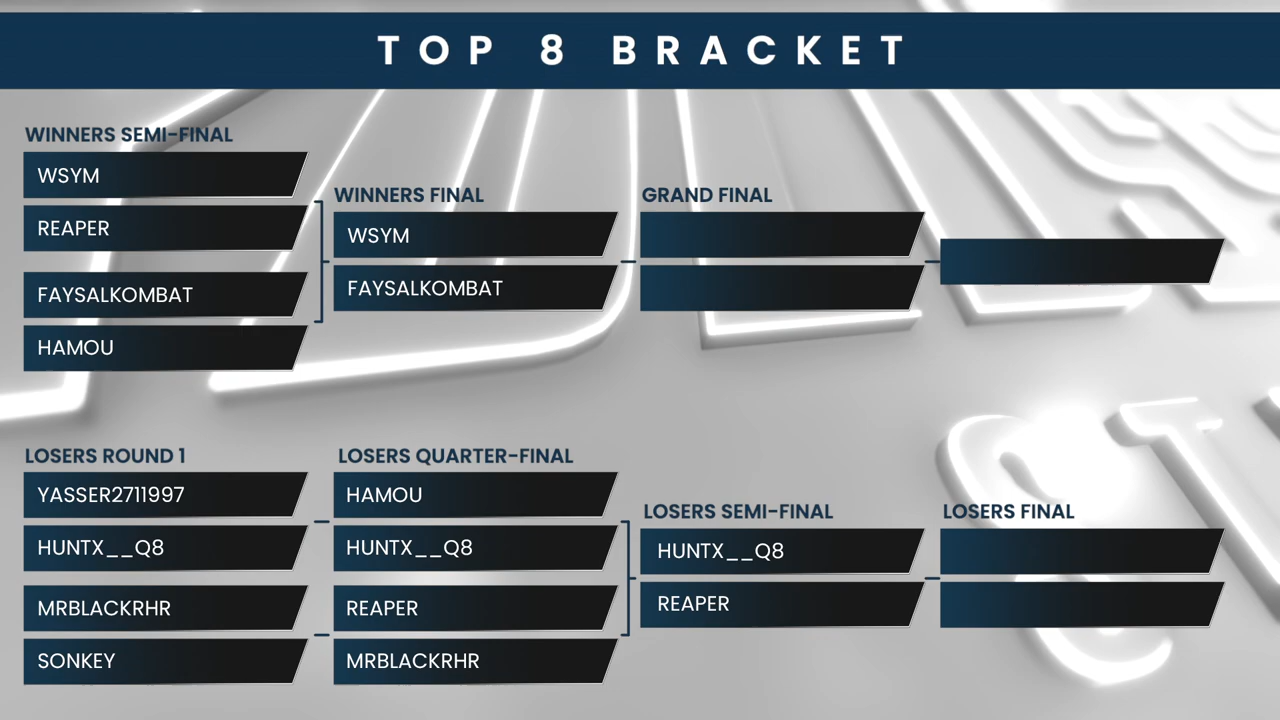 TOP 8 BRACKET
WINNERS SEMI-FINAL
WSYM
REAPER
FAYSALKOMBAT
HAMOU
WINNERS FINAL
WSYM
FAYSALKOMBAT
GRAND FINAL
LOSERS ROUND 1
YASSER2711997
HUNTX__Q8
MRBLACKRHR
SONKEY
LOSERS QUARTER-FINAL
HAMOU
HUNTX__Q8
REAPER
MRBLACKRHR
LOSERS SEMI-FINAL
HUNTX__Q8
REAPER
LOSERS FINAL